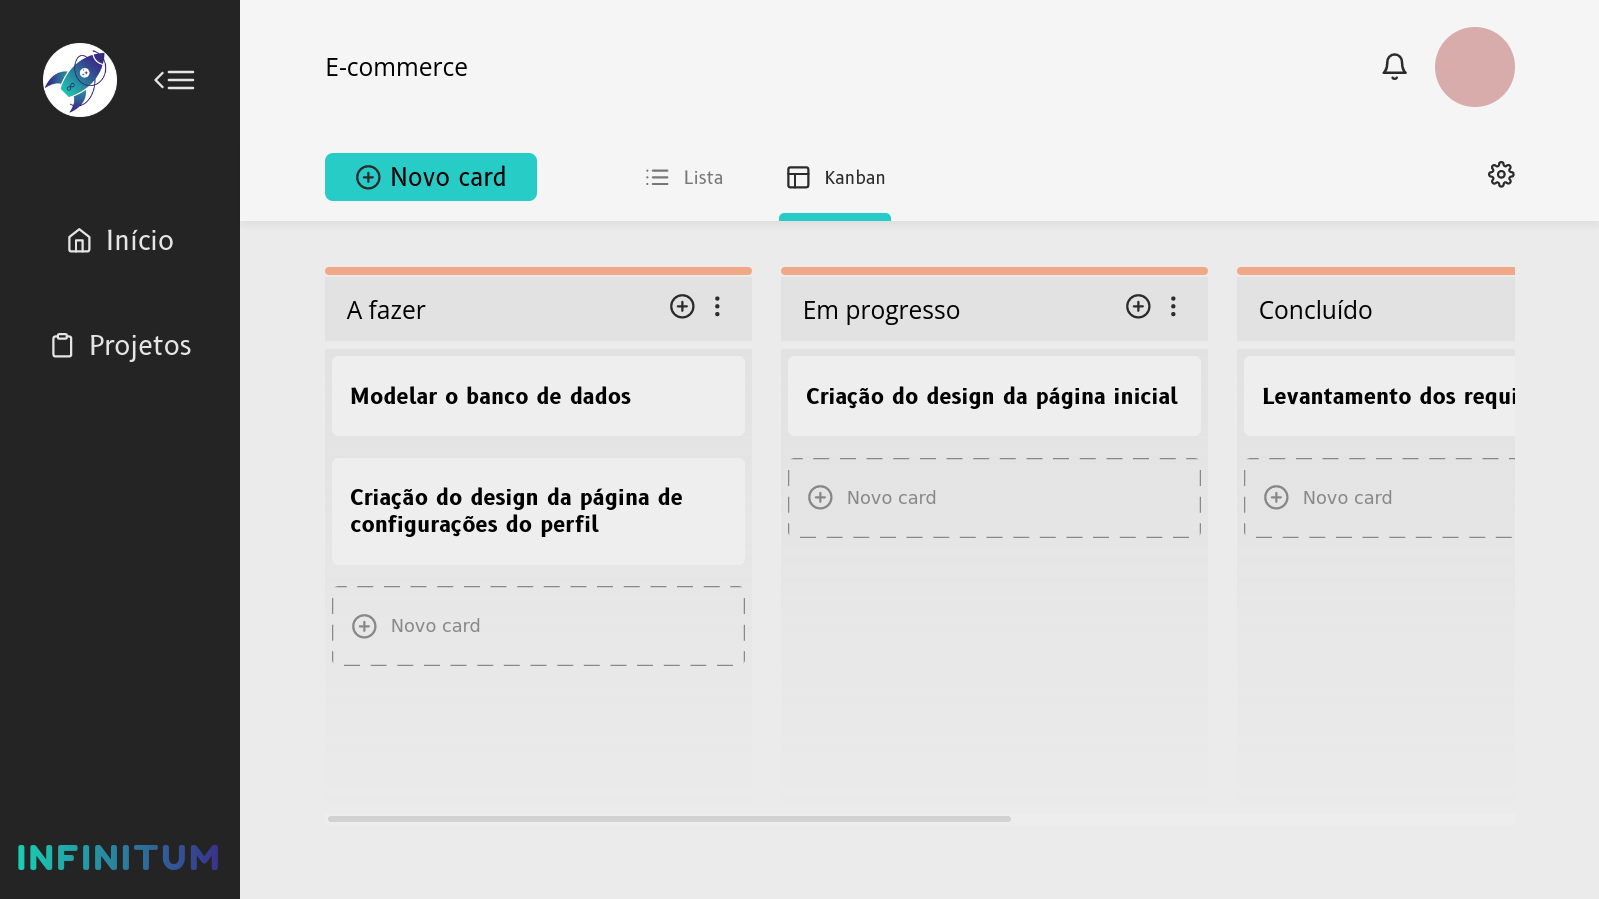 E-commerce
Novo card
Lista
Kanban
Início
Projetos
A fazer
Modelar o banco de dados
Criação do design da página de
configurações do perfil
Novo card
Em progresso
Criação do design da página inicial
Novo card
Concluído
Levantamento dos requi
Novo card
INFINITUM